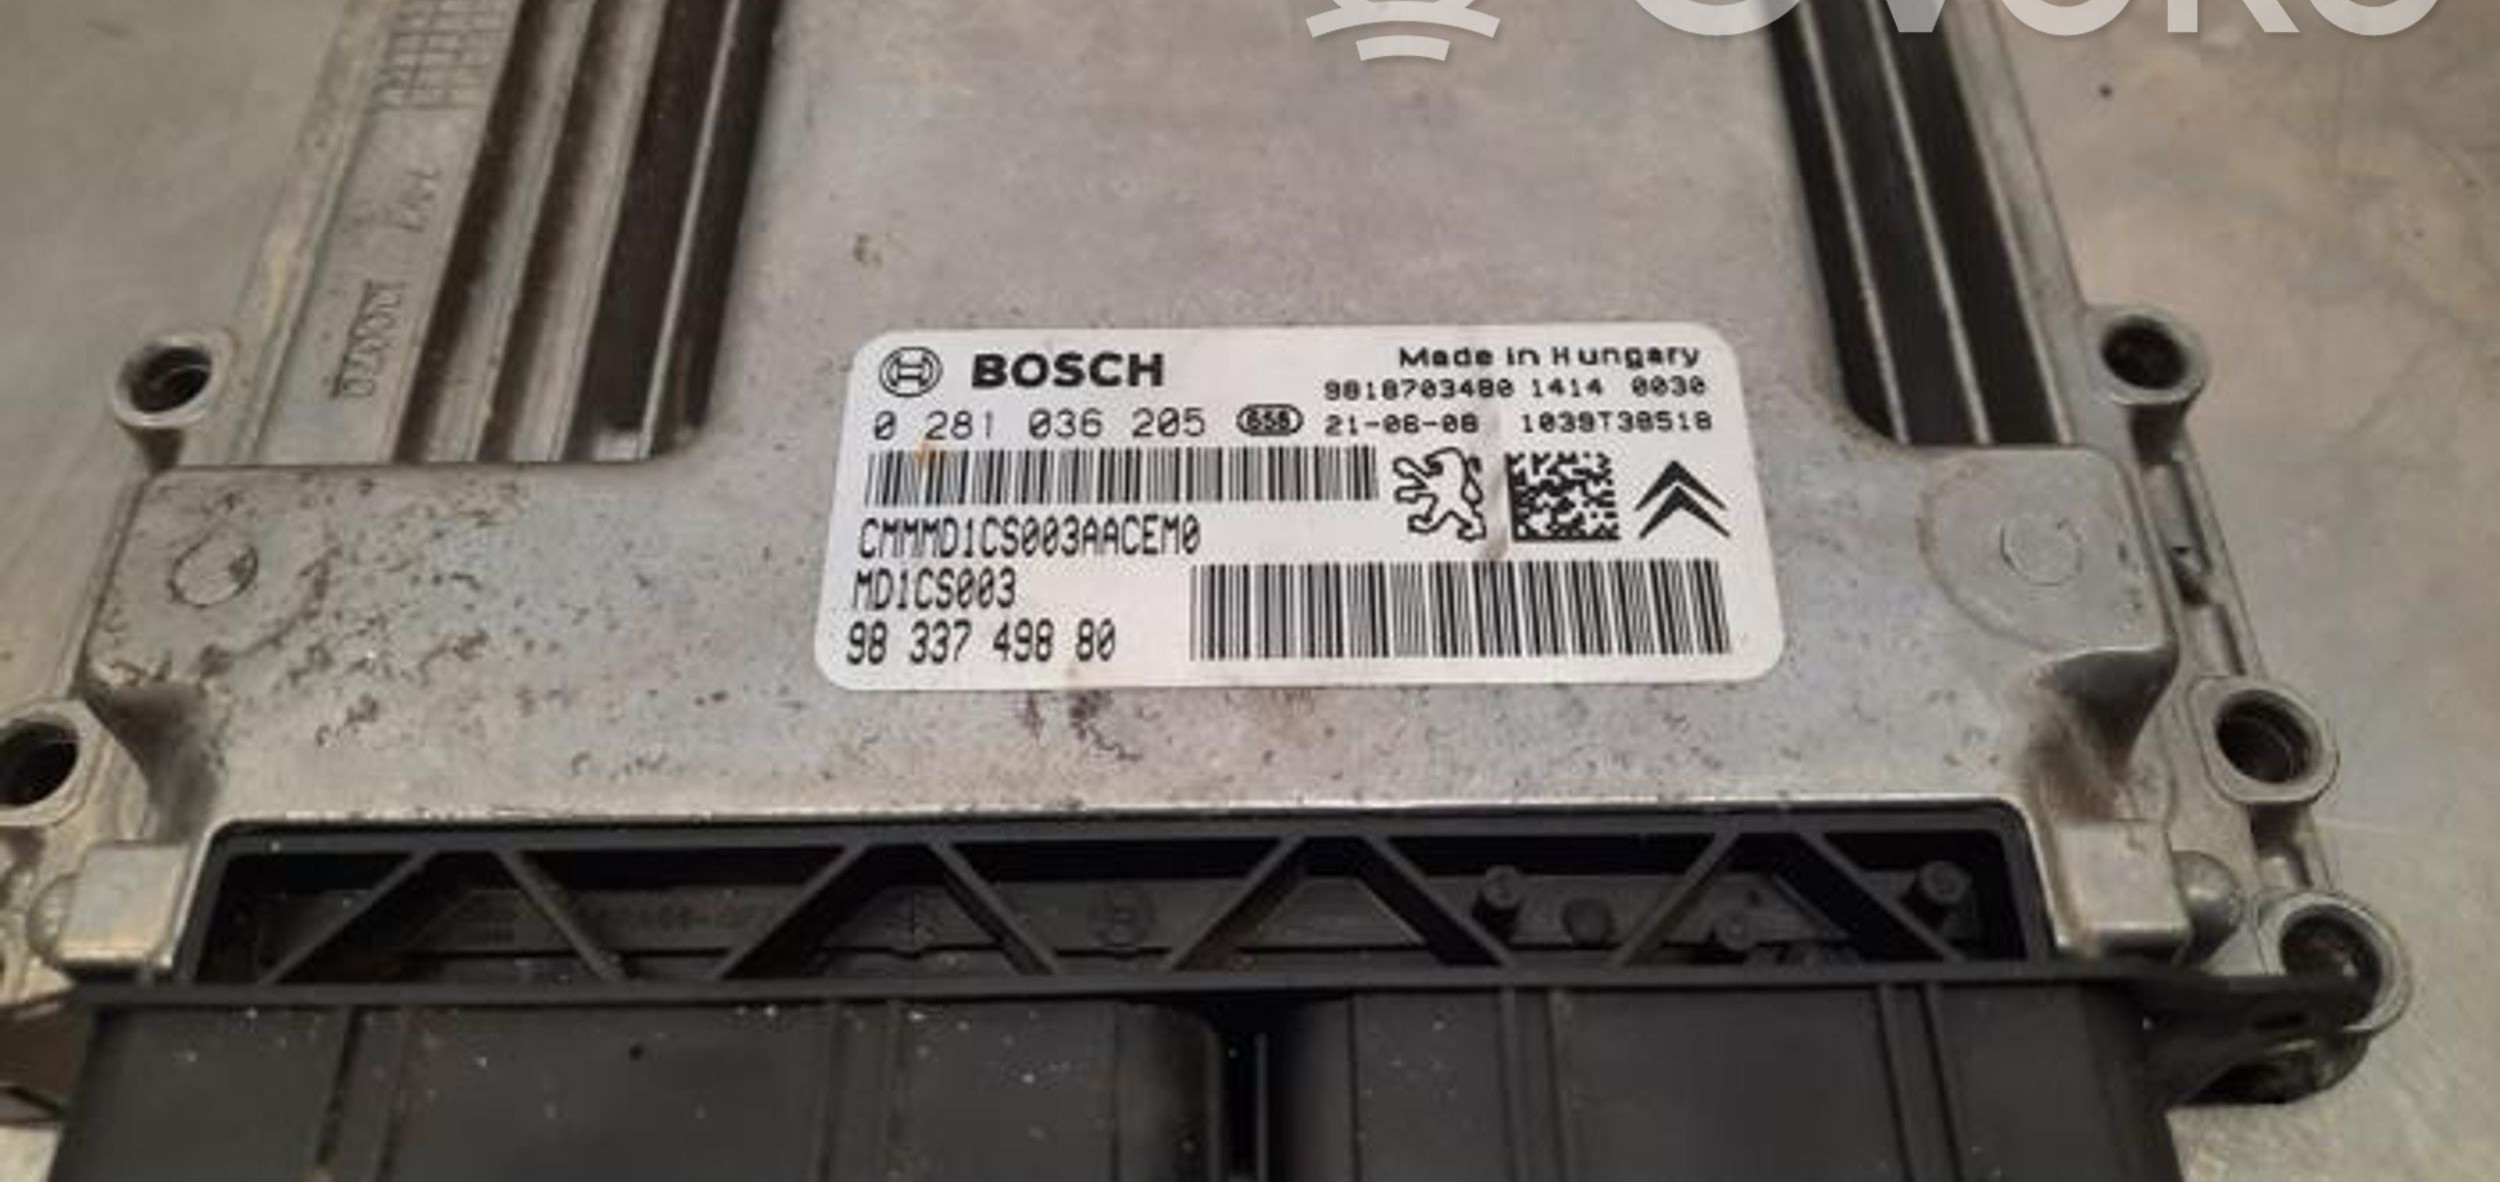 BOSCH
Made in Hungary
9818703480 1414 0030
0 281 036 205 658 21-06-08 1039T38518
CMMMD1CS003AACEM0
MD1CS003
98 337 498 80